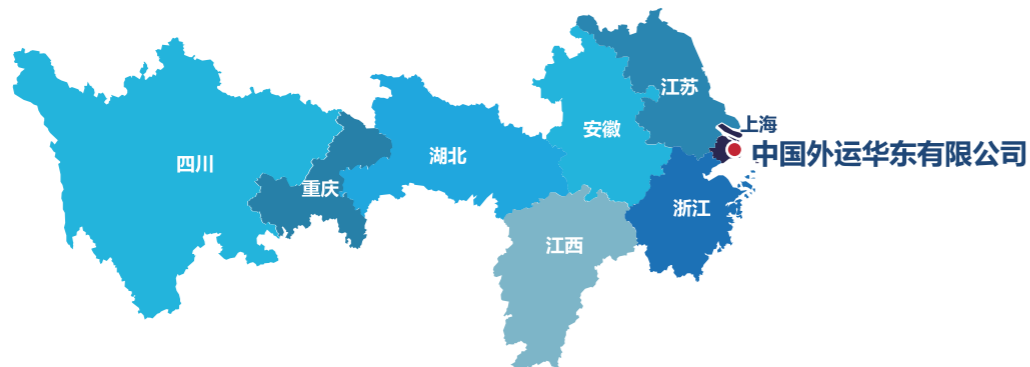 江苏
上海
安徽
中国外运华东有限公司
湖北
四川
重庆
浙江
江西